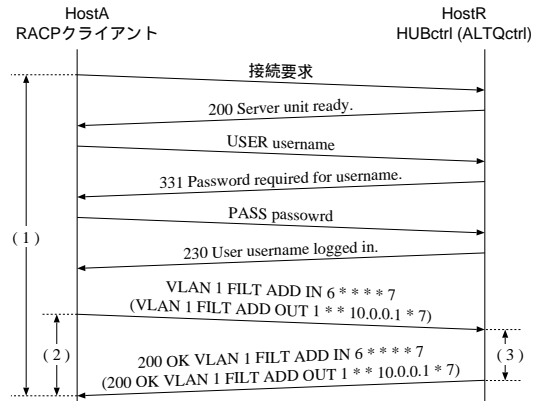 HostA
RACPクライアント
HostR
HUBctrl (ALTQctrl)
接続要求
200 Server unit ready.
USER username
331 Password required for username.
PASS passowrd
230 User username logged in.
( 1 )
VLAN 1 FILT ADD IN 6 * * * * 7
(VLAN 1 FILT ADD OUT 1 * * 10.0.0.1 * 7)
( 2 )
( 3 )
200 OK VLAN 1 FILT ADD IN 6 * * * * 7
(200 OK VLAN 1 FILT ADD OUT 1 * * 10.0.0.1 * 7)